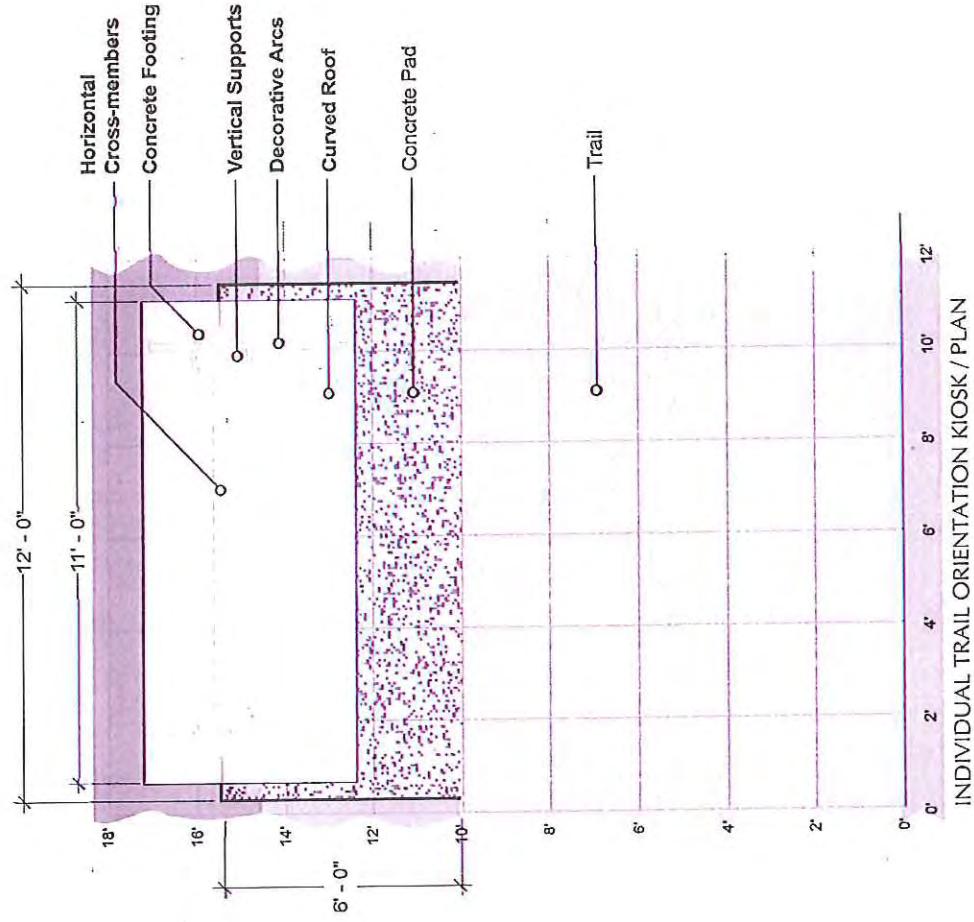 12' - 0"
11' - 0"
Horizontal
Cross-members
Concrete Footing
Vertical Supports
Decorative Arcs
Curved Roof
Concrete Pad
Trail
18'
16'
14'
12'
10'
8'
6'
4'
2'
0'
6' - 0"
0'
2'
4'
6'
8'
10'
12'
INDIVIDUAL TRAIL ORIENTATION KIOSK / PLAN